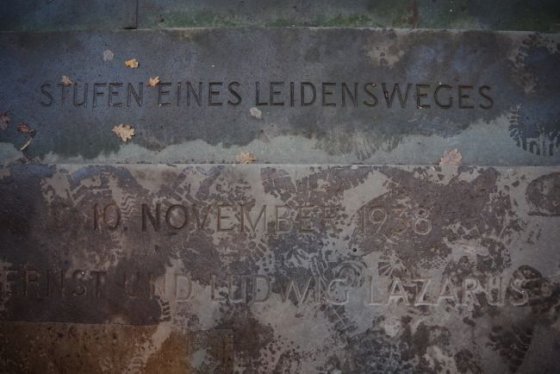 STUFEN EINES LEIDENSWEGES
10. NOVEMBER 1938
ERNST UND LUDWIG LAZARUS